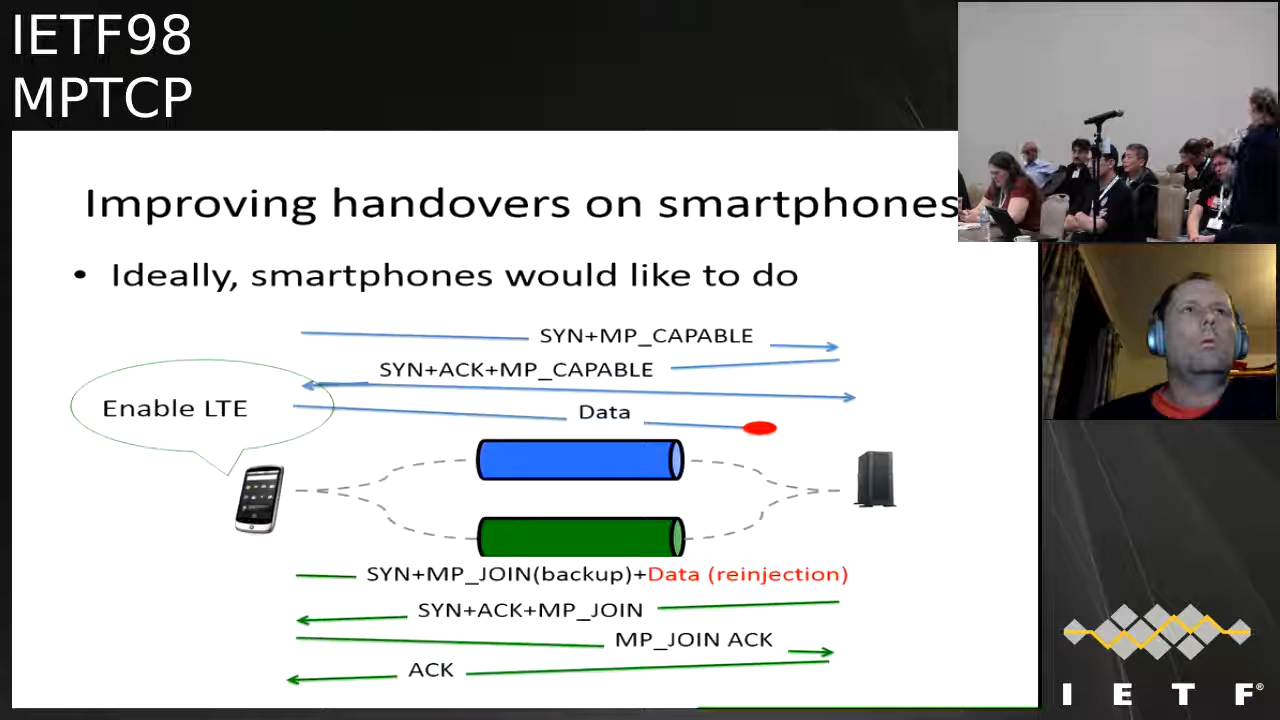 IETF98
MPTCP
Improving handovers on smartphones
• Ideally, smartphones would like to do
SYN+MP_CAPABLE
SYN+ACK+MP_CAPABLE
Enable LTE
Data
SYN+MP_JOIN(backup)+Data (reinjection)
SYN+ACK+MP_JOIN
MP_JOIN ACK
ACK
I E T F®